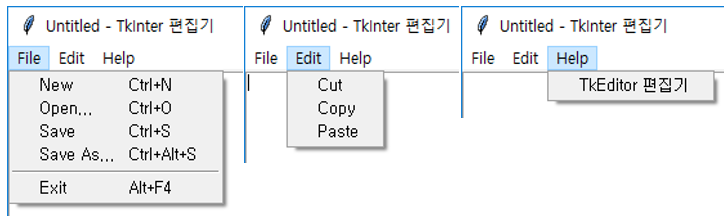 Untitled - TkInter 편집기
File Edit Help
New Ctrl+N
Open... Ctrl+O
Save Ctrl+S
Save As... Ctrl+Alt+S
Exit Alt+F4
Untitled - TkInter 편집기
File Edit Help
Cut
Copy
Paste
Untitled - TkInter 편집기
File Edit Help
TkEditor 편집기